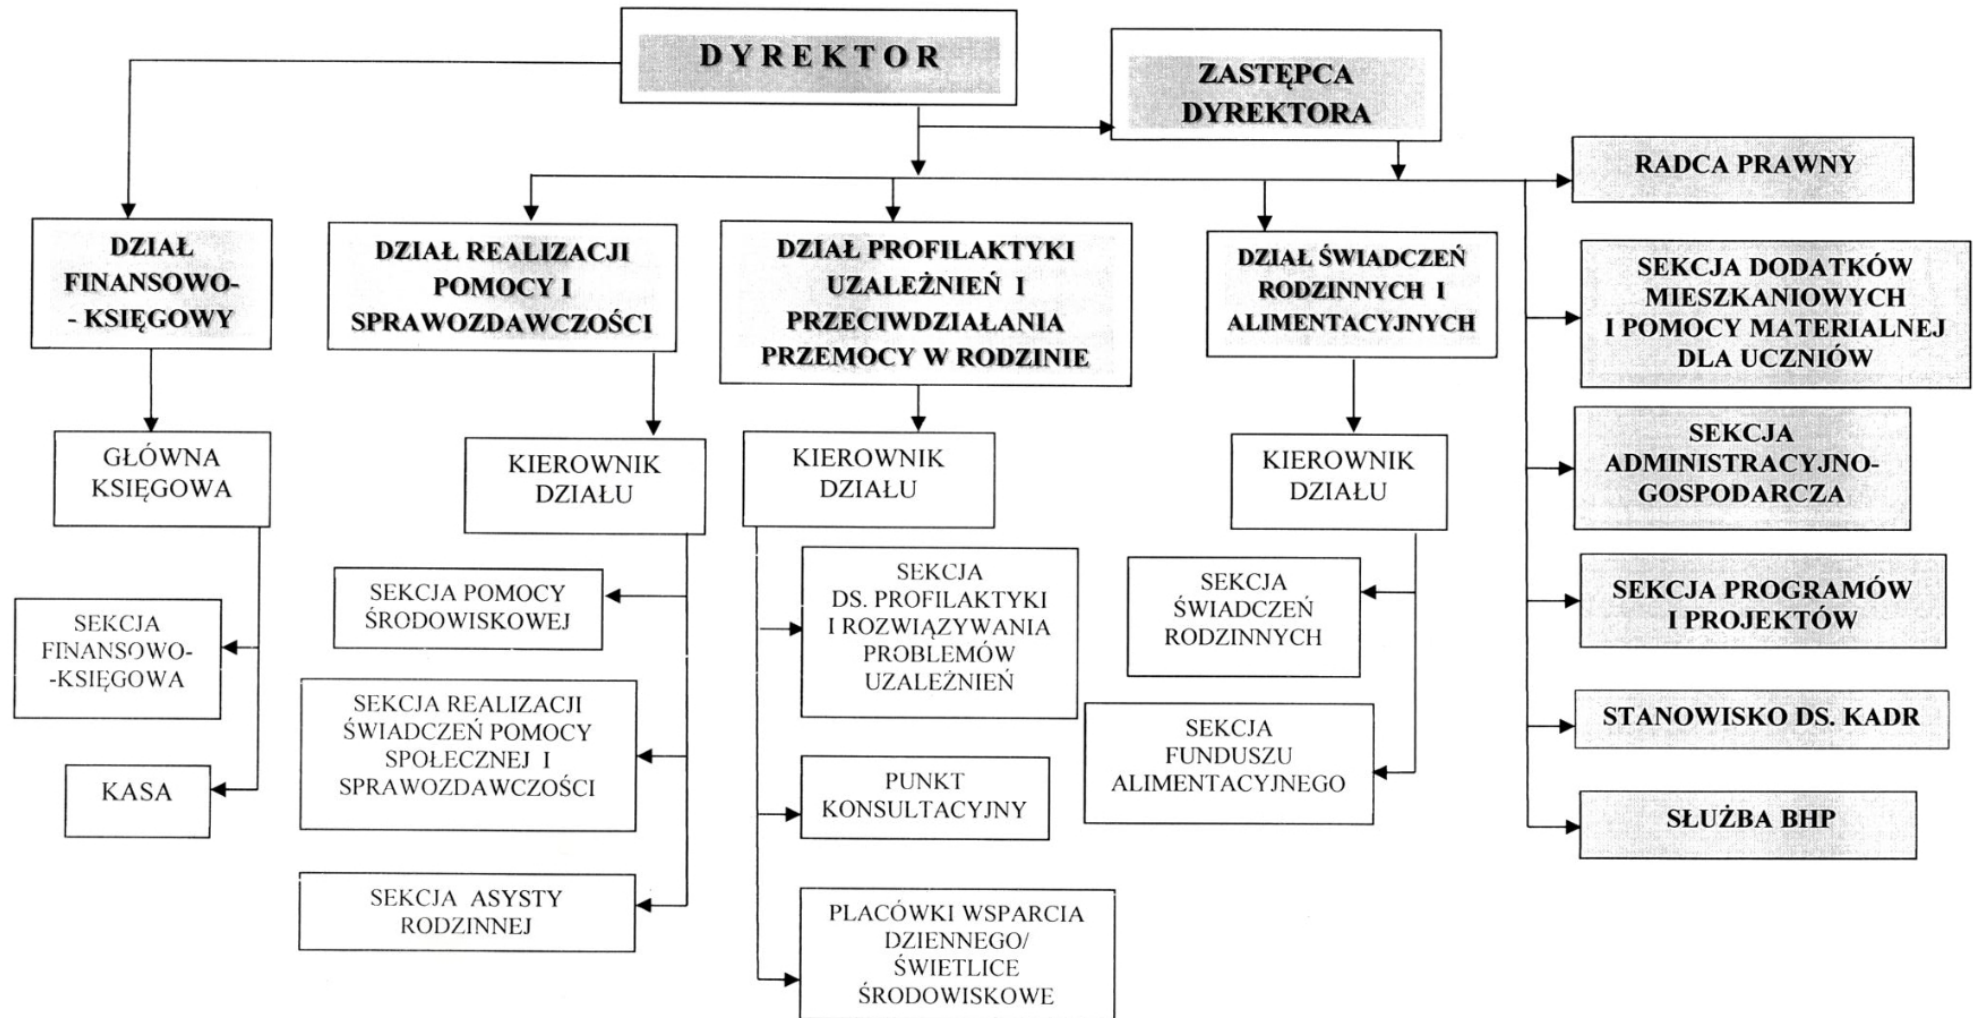 DYREKTOR
ZASTĘPCA
DYREKTORA
RADCA PRAWNY
DZIAŁ
FINANSOWO-
- KSIĘGOWY
DZIAŁ REALIZACJI
POMOCY I
SPRAWOZDAWCZOŚCI
DZIAŁ PROFILAKTYKI
UZALEŻNIEŃ I
PRZECIWDZIAŁANIA
PRZEMOCY W RODZINIE
DZIAŁ ŚWIADCZEŃ
RODZINNYCH I
ALIMENTACYJNYCH
SEKCJA DODATKÓW
MIESZKANIOWYCH
I POMOCY MATERIALNEJ
DLA UCZNIÓW
GŁÓWNA
KSIĘGOWA
KIEROWNIK
DZIAŁU
KIEROWNIK
DZIAŁU
KIEROWNIK
DZIAŁU
SEKCJA
ADMINISTRACYJNO-
GOSPODARCZA
SEKCJA
FINANSOWO-
-KSIĘGOWA
KASA
SEKCJA POMOCY
ŚRODOWISKOWEJ
SEKCJA REALIZACJI
ŚWIADCZEŃ POMOCY
SPOŁECZNEJ I
SPRAWOZDAWCZOŚCI
SEKCJA ASYSTY
RODZINNEJ
SEKCJA
DS. PROFILAKTYKI
I ROZWIĄZYWANIA
PROBLEMÓW
UZALEŻNIEŃ
PUNKT
KONSULTACYJNY
PLACÓWKI WSPARCIA
DZIENNEGO/
ŚWIETLICE
ŚRODOWISKOWE
SEKCJA
ŚWIADCZEŃ
RODZINNYCH
SEKCJA
FUNDUSZU
ALIMENTACYJNEGO
SEKCJA PROGRAMÓW
I PROJEKTÓW
STANOWISKO DS. KADR
SŁUŻBA BHP